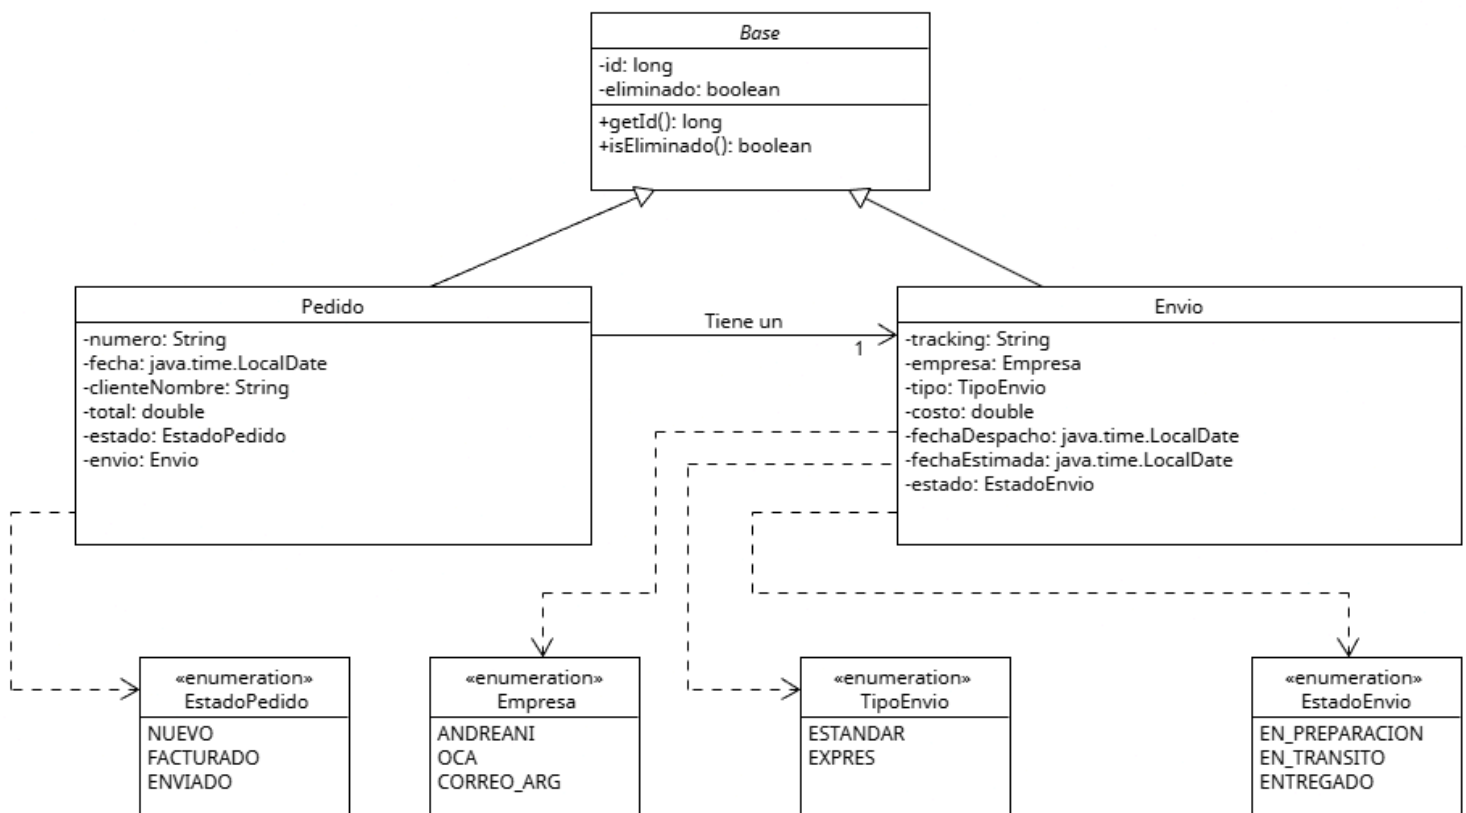 Base
-id: long
-eliminado: boolean
+getId(): long
+isEliminado(): boolean
Pedido
-numero: String
-fecha: java.time.LocalDate
-clienteNombre: String
-total: double
-estado: EstadoPedido
-envio: Envio
Tiene un
1
Envio
-tracking: String
-empresa: Empresa
-tipo: TipoEnvio
-costo: double
-fechaDespacho: java.time.LocalDate
-fechaEstimada: java.time.LocalDate
-estado: EstadoEnvio
«enumeration»
EstadoPedido
NUEVO
FACTURADO
ENVIADO
«enumeration»
Empresa
ANDREANI
OCA
CORREO_ARG
«enumeration»
TipoEnvio
ESTANDAR
EXPRES
«enumeration»
EstadoEnvio
EN_PREPARACION
EN_TRANSITO
ENTREGADO